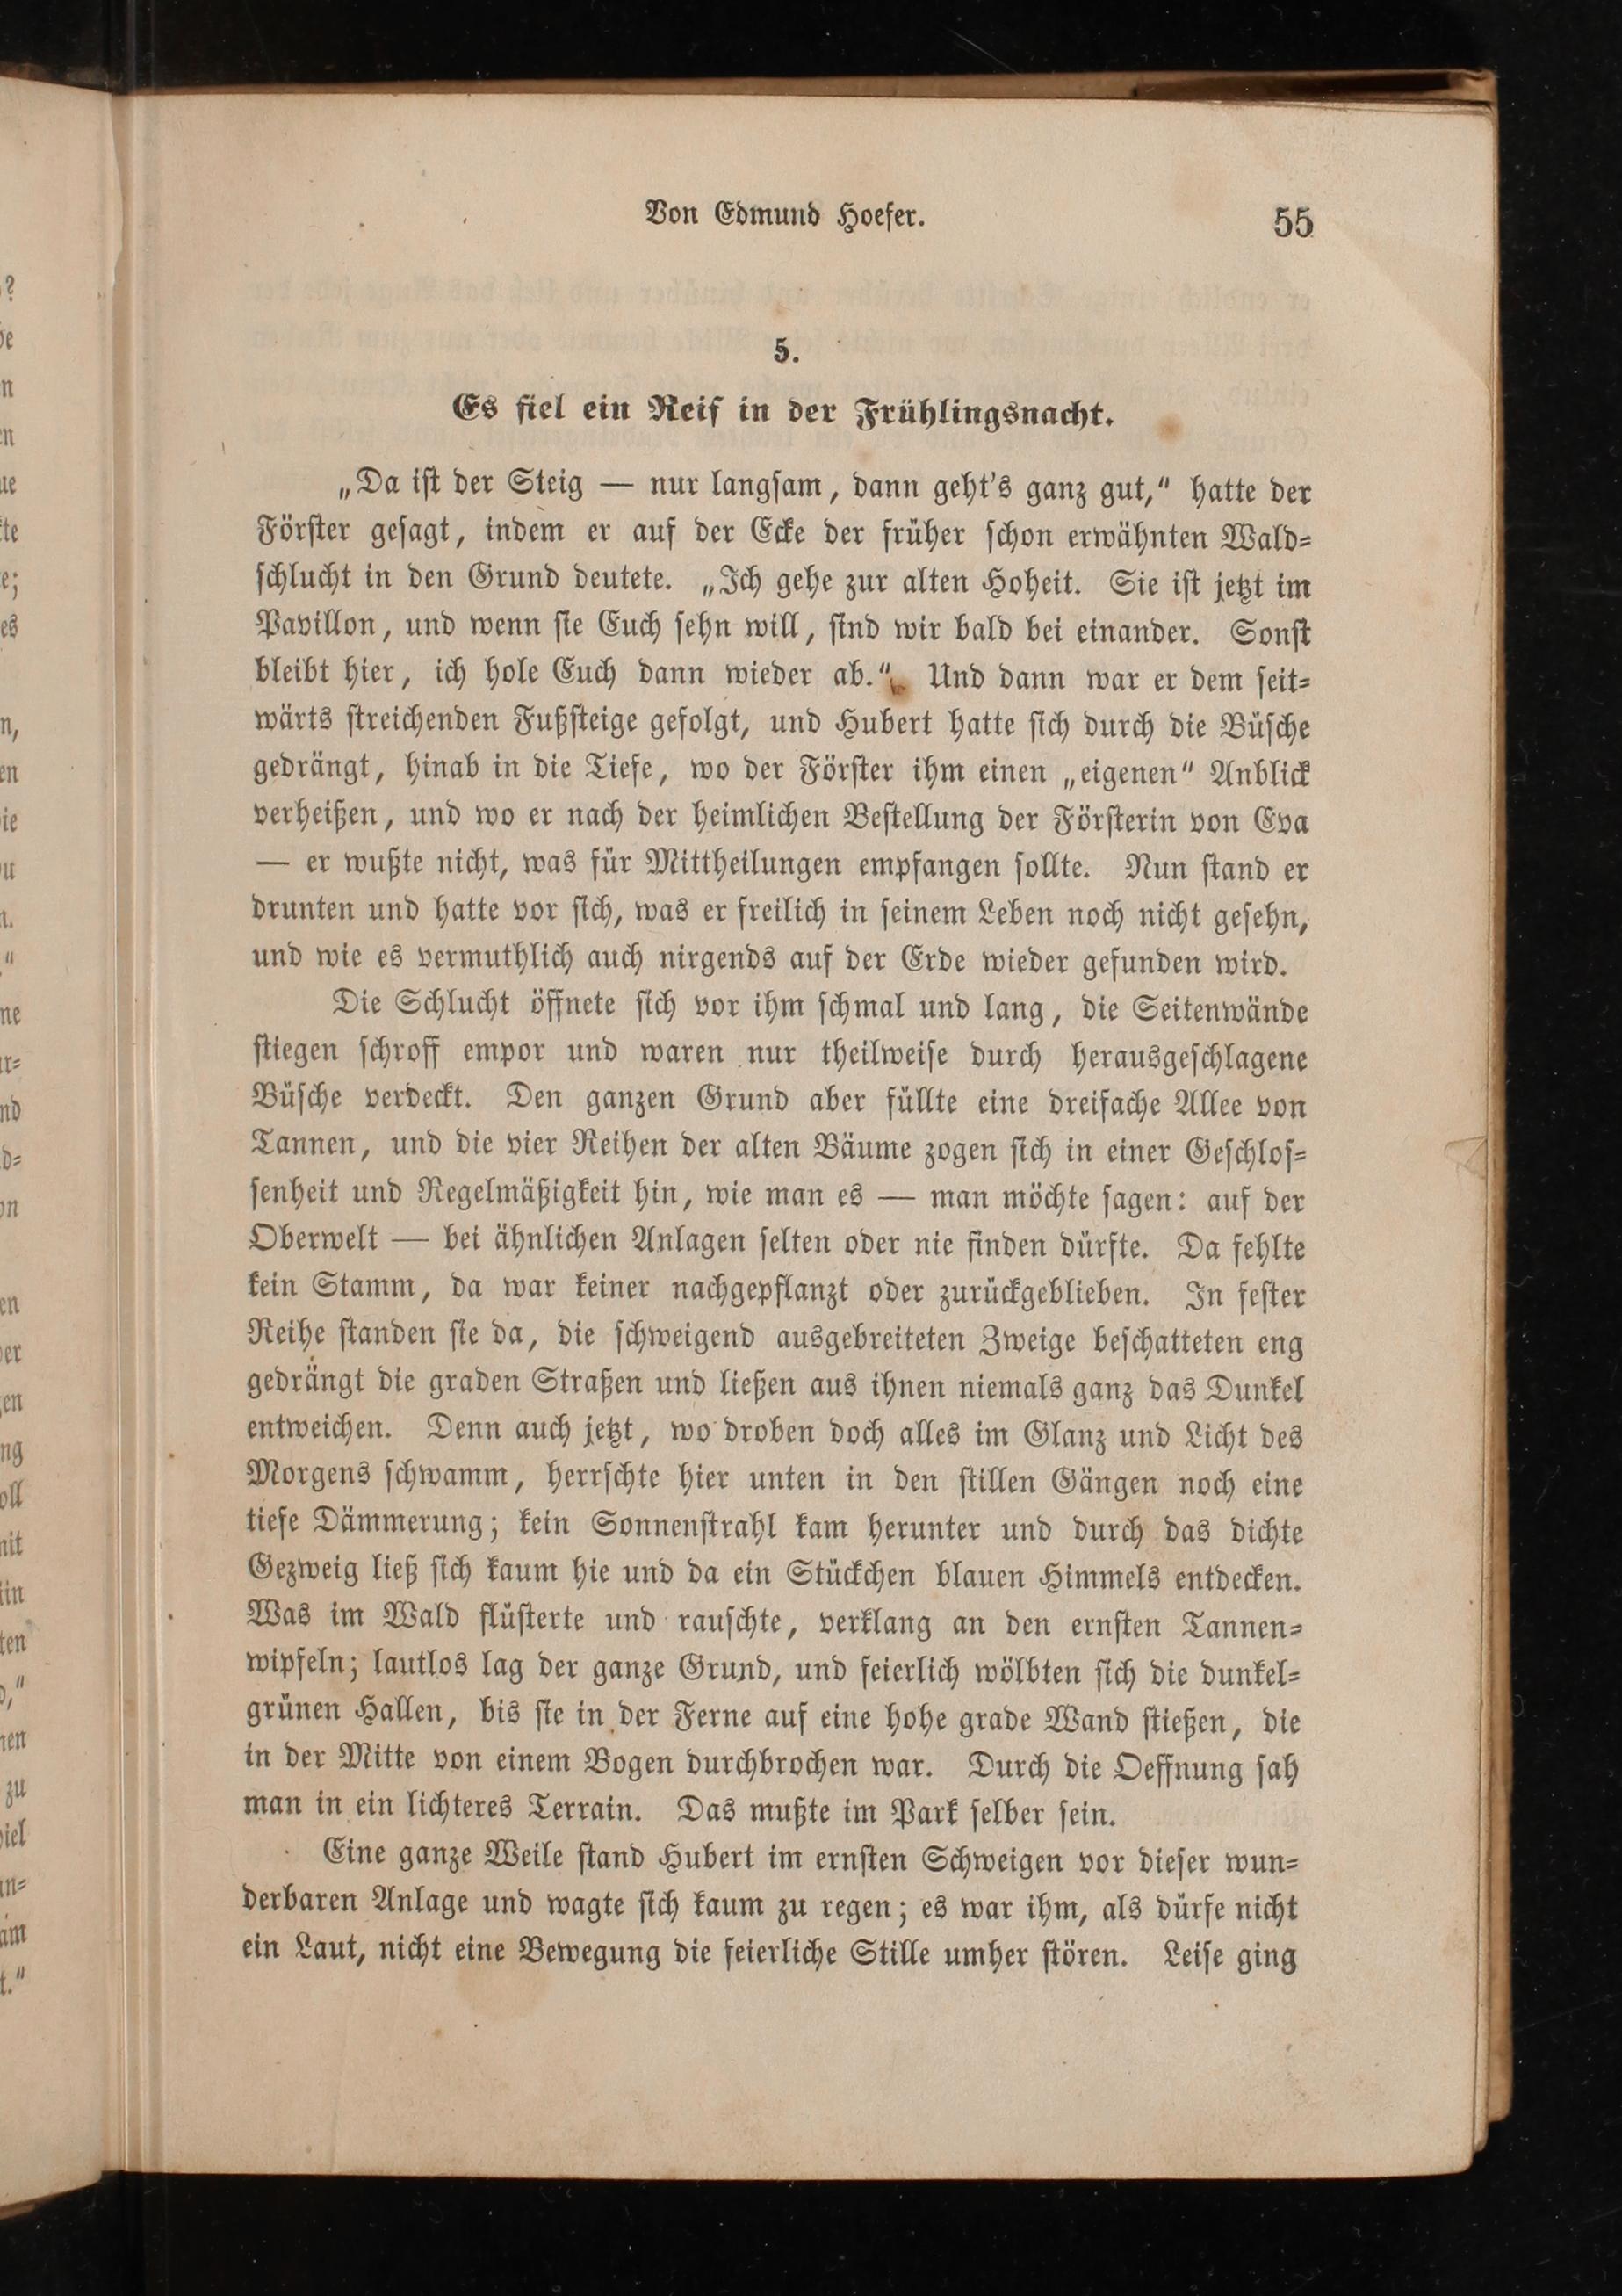 Von Edmund Hoefer.
55
5.
Es fiel ein Reif in der Frühlingsnacht.
„Da ist der Steig — nur langsam, dann geht's ganz gut,“ hatte der
Förster gesagt, indem er auf der Ecke der früher schon erwähnten Wald-
schlucht in den Grund deutete. „Ich gehe zur alten Hoheit. Sie ist jetzt im
Pavillon, und wenn sie Euch sehn will, sind wir bald bei einander. Sonst
bleibt hier, ich hole Euch dann wieder ab.“ Und dann war er dem seit-
wärts streichenden Fußsteige gefolgt, und Hubert hatte sich durch die Büsche
gedrängt, hinab in die Tiefe, wo der Förster ihm einen „eigenen“ Anblick
verheißen, und wo er nach der heimlichen Bestellung der Försterin von Eva
— er wußte nicht, was für Mittheilungen empfangen sollte. Nun stand er
drunten und hatte vor sich, was er freilich in seinem Leben noch nicht gesehn,
und wie es vermuthlich auch nirgends auf der Erde wieder gefunden wird.
Die Schlucht öffnete sich vor ihm schmal und lang, die Seitenwände
stiegen schroff empor und waren nur theilweise durch herausgeschlagene
Büsche verdeckt. Den ganzen Grund aber füllte eine dreifache Allee von
Tannen, und die vier Reihen der alten Bäume zogen sich in einer Geschlos-
senheit und Regelmäßigkeit hin, wie man es — man möchte sagen: auf der
Oberwelt — bei ähnlichen Anlagen selten oder nie finden dürfte. Da fehlte
kein Stamm, da war keiner nachgepflanzt oder zurückgeblieben. In fester
Reihe standen sie da, die schweigend ausgebreiteten Zweige beschatteten eng
gedrängt die graden Straßen und ließen aus ihnen niemals ganz das Dunkel
entweichen. Denn auch jetzt, wo droben doch alles im Glanz und Licht des
Morgens schwamm, herrschte hier unten in den stillen Gängen noch eine
tiefe Dämmerung; kein Sonnenstrahl kam herunter und durch das dichte
Gezweig ließ sich kaum hie und da ein Stückchen blauen Himmels entdecken.
Was im Wald flüsterte und rauschte, verklang an den ernsten Tannen-
wipfeln; lautlos lag der ganze Grund, und feierlich wölbten sich die dunkel-
grünen Hallen, bis sie in der Ferne auf eine hohe grade Wand stießen, die
in der Mitte von einem Bogen durchbrochen war. Durch die Oeffnung sah
man in ein lichteres Terrain. Das mußte im Park selber sein.
Eine ganze Weile stand Hubert im ernsten Schweigen vor dieser wun-
derbaren Anlage und wagte sich kaum zu regen; es war ihm, als dürfe nicht
ein Laut, nicht eine Bewegung die feierliche Stille umher stören. Leise ging